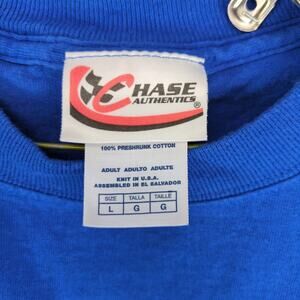 CHASE
AUTHENTICS®
100% PRESHRUNK COTTON
ADULT ADULTO ADULTE
KNIT IN U.S.A.
ASSEMBLED IN EL SALVADOR
SIZE TALLA TAILLE
L G G